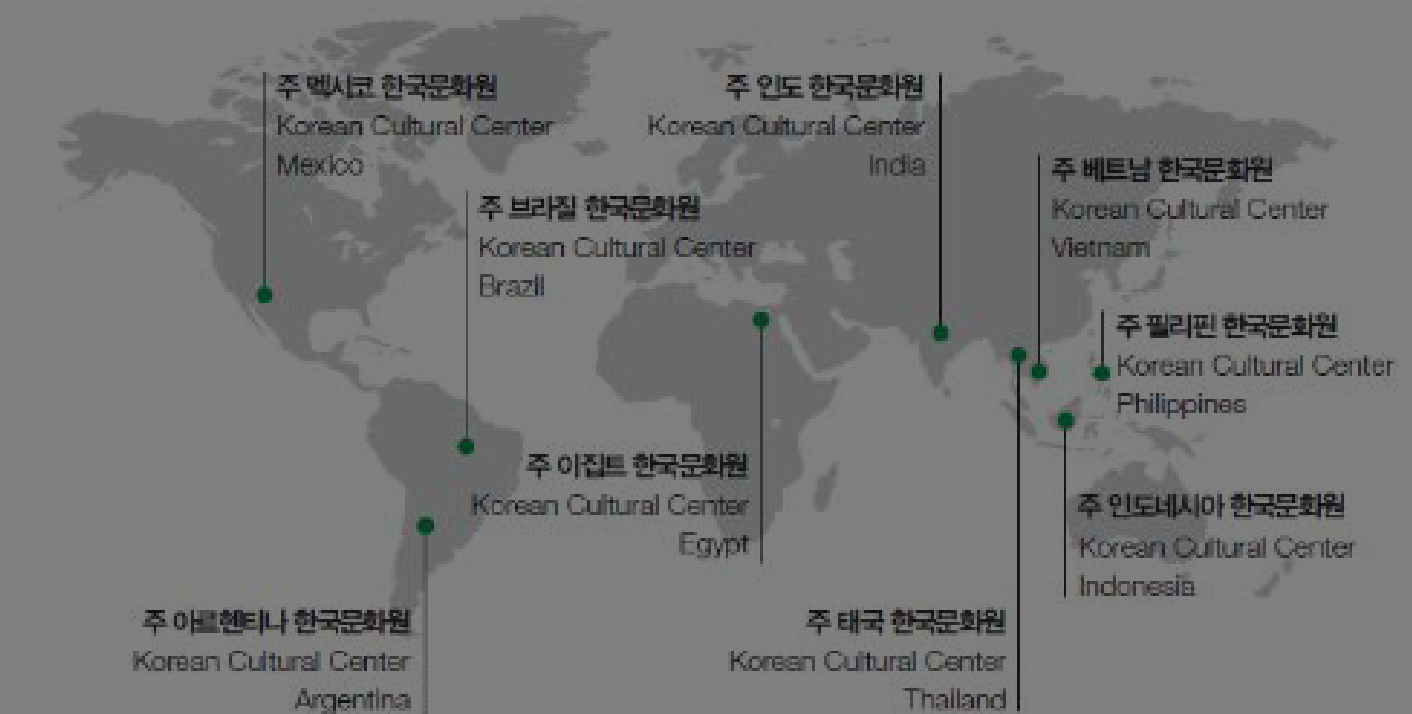 주 멕시코 한국문화원
Korean Cultural Center
Mexico
주 인도 한국문화원
Korean Cultural Center
India
주 베트남 한국문화원
Korean Cultural Center
Vietnam
주 브라질 한국문화원
Korean Cultural Center
Brazil
주 필리핀 한국문화원
Korean Cultural Center
Philippines
주 이집트 한국문화원
Korean Cultural Center
Egypt
주 인도네시아 한국문화원
Korean Cultural Center
Indonesia
주 아르헨티나 한국문화원
Korean Cultural Center
Argentina
주 태국 한국문화원
Korean Cultural Center
Thailand